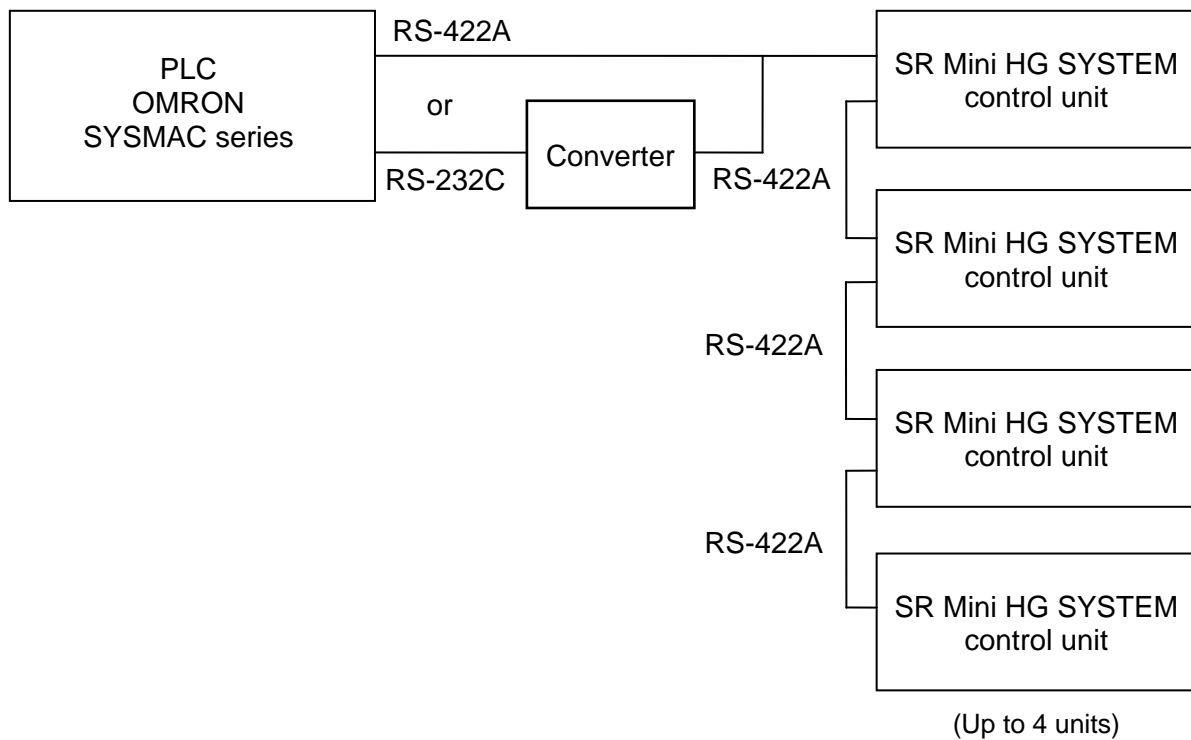 RS-422A
PLC
OMRON
SYSMAC series
or
RS-232C
Converter
RS-422A
SR Mini HG SYSTEM
control unit
SR Mini HG SYSTEM
control unit
RS-422A
SR Mini HG SYSTEM
control unit
RS-422A
SR Mini HG SYSTEM
control unit
(Up to 4 units)